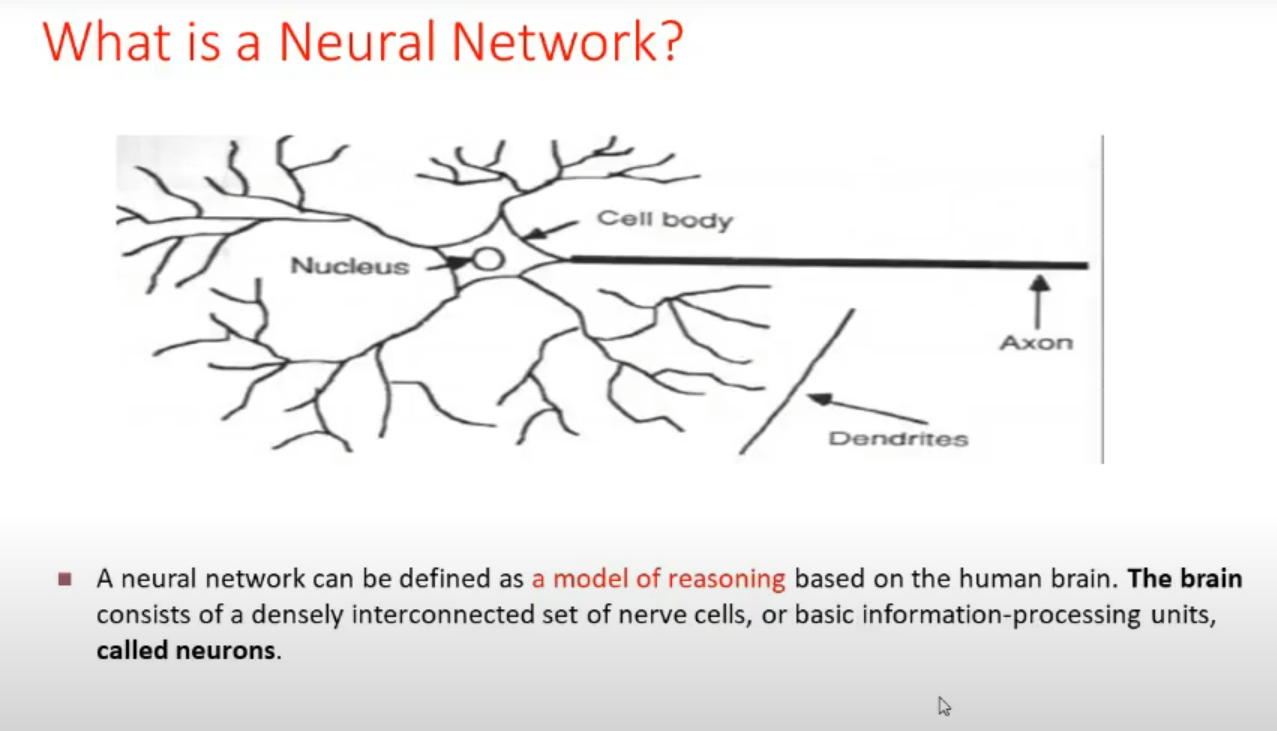 What is a Neural Network?
Cell body
Nucleus
Axon
Dendrites
A neural network can be defined as a model of reasoning based on the human brain. The brain
consists of a densely interconnected set of nerve cells, or basic information-processing units,
called neurons.